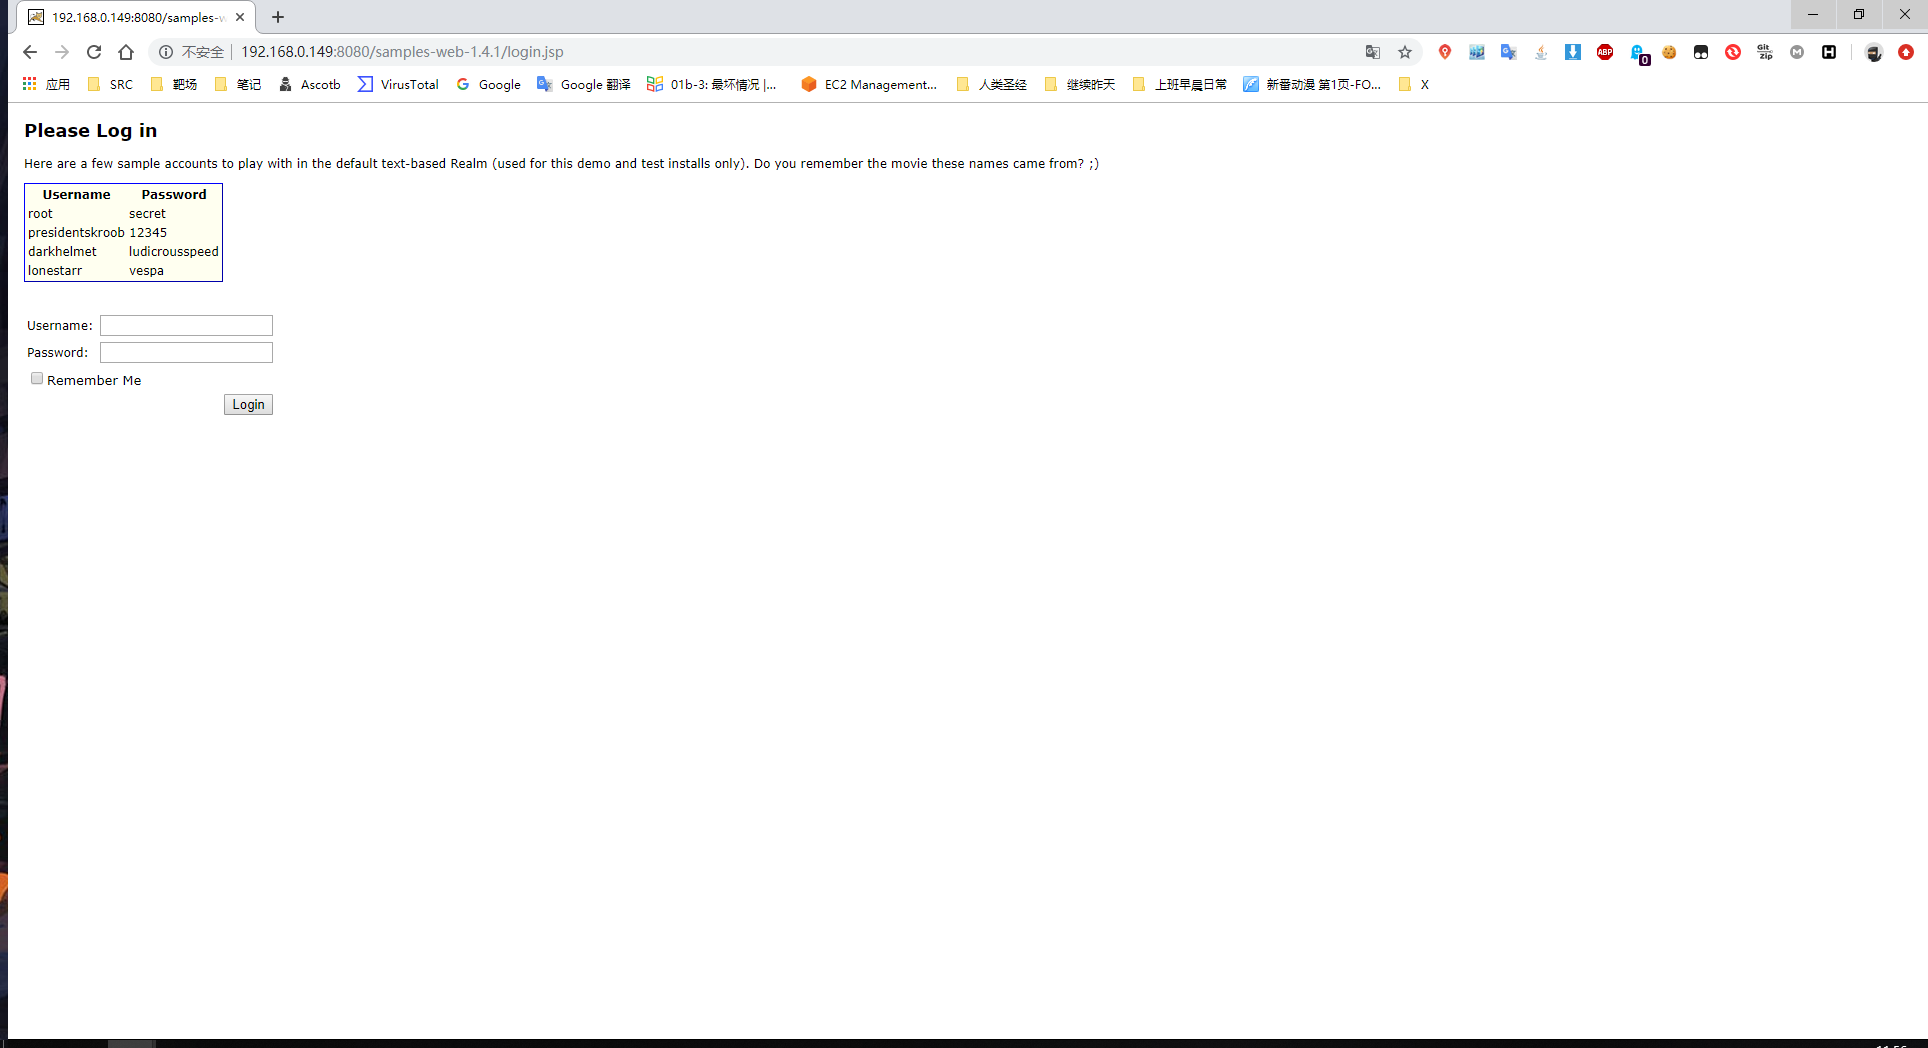 192.168.0.149:8080/samples-w
不安全 192.168.0.149:8080/samples-web-1.4.1/login.jsp
ABP 0 Git Zip M H
应用 SRC 靶场 笔记 Ascotb VirusTotal Google Google 翻译 01b-3: 最坏情况 |... EC2 Management... 人类圣经 继续昨天 上班早晨日常 新番动漫 第1页-FO... X
Please Log in
Here are a few sample accounts to play with in the default text-based Realm (used for this demo and test installs only). Do you remember the movie these names came from? ;)
Username Password
root secret
presidentskroob 12345
darkhelmet ludicrousspeed
lonestarr vespa
Username:
Password:
Remember Me
Login